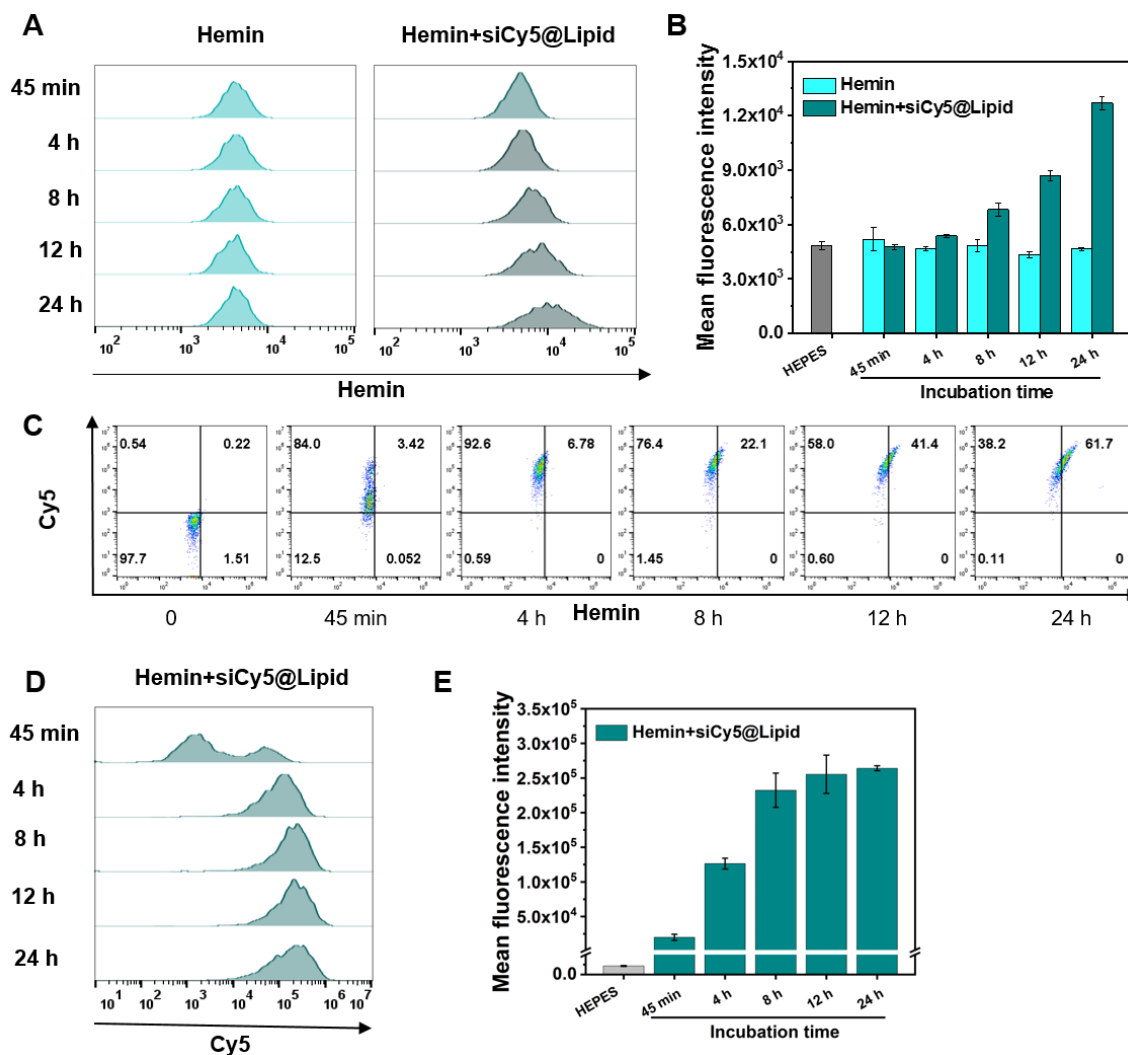 A
Hemin
Hemin+siCy5@Lipid
45 min
4 h
8 h
12 h
24 h
10² 10³ 10⁴ 10⁵
10² 10³ 10⁴ 10⁵
Hemin
B
Mean fluorescence intensity
1.5x10⁴
1.2x10⁴
9.0x10³
6.0x10³
3.0x10³
0.0
Hemin
Hemin+siCy5@Lipid
HEPES
45 min
4 h
8 h
12 h
24 h
Incubation time
C
Cy5
0.54 0.22
97.7 1.51
84.0 3.42
12.5 0.052
92.6 6.78
0.59 0
76.4 22.1
1.45 0
58.0 41.4
0.60 0
38.2 61.7
0.11 0
Hemin
0 45 min 4 h 8 h 12 h 24 h
D
Hemin+siCy5@Lipid
45 min
4 h
8 h
12 h
24 h
10¹ 10² 10³ 10⁴ 10⁵ 10⁶ 10⁷
Cy5
E
Mean fluorescence intensity
3.5x10⁵
3.0x10⁵
2.5x10⁵
2.0x10⁵
1.5x10⁵
1.0x10⁵
5.0x10⁴
0.0
Hemin+siCy5@Lipid
HEPES
45 min
4 h
8 h
12 h
24 h
Incubation time